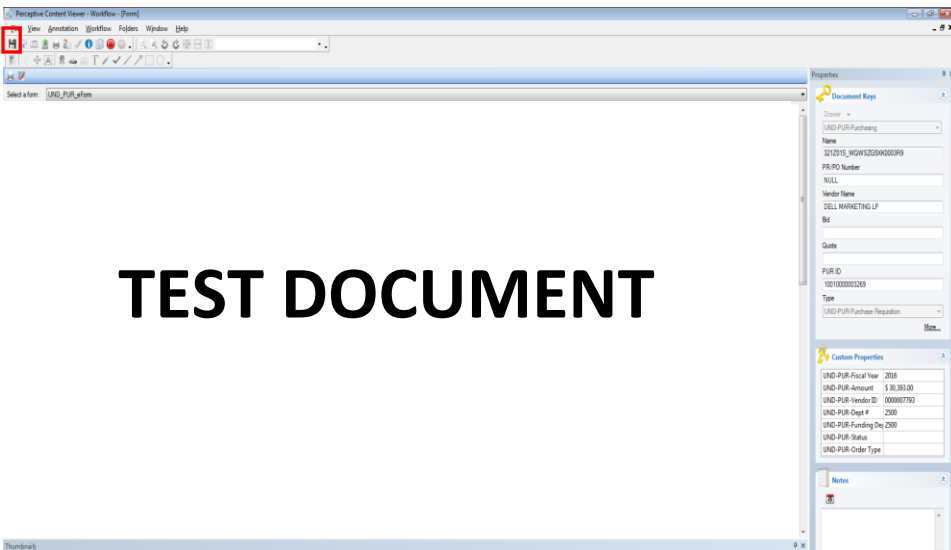 Perceptive Content Viewer - Workflow - [Form]
View Annotation Workflow Folders Window Help
Select a form: UND_PUR_eForm
TEST DOCUMENT
Properties
Document Keys
Drawer
UND-PUR-Purchasing
Name
PR/PO Number
NULL
Vendor Name
DELL MARKETING LP
Bid
Quote
PUR ID
10010000003269
Type
UND-PUR-Purchase Requisition
More...
Custom Properties
UND-PUR-Fiscal Year 2016
UND-PUR-Amount $ 30,393.00
UND-PUR-Vendor ID 0000007793
UND-PUR-Dept # 2500
UND-PUR-Funding De 2500
UND-PUR-Status
UND-PUR-Order Type
Notes
Thumbnails